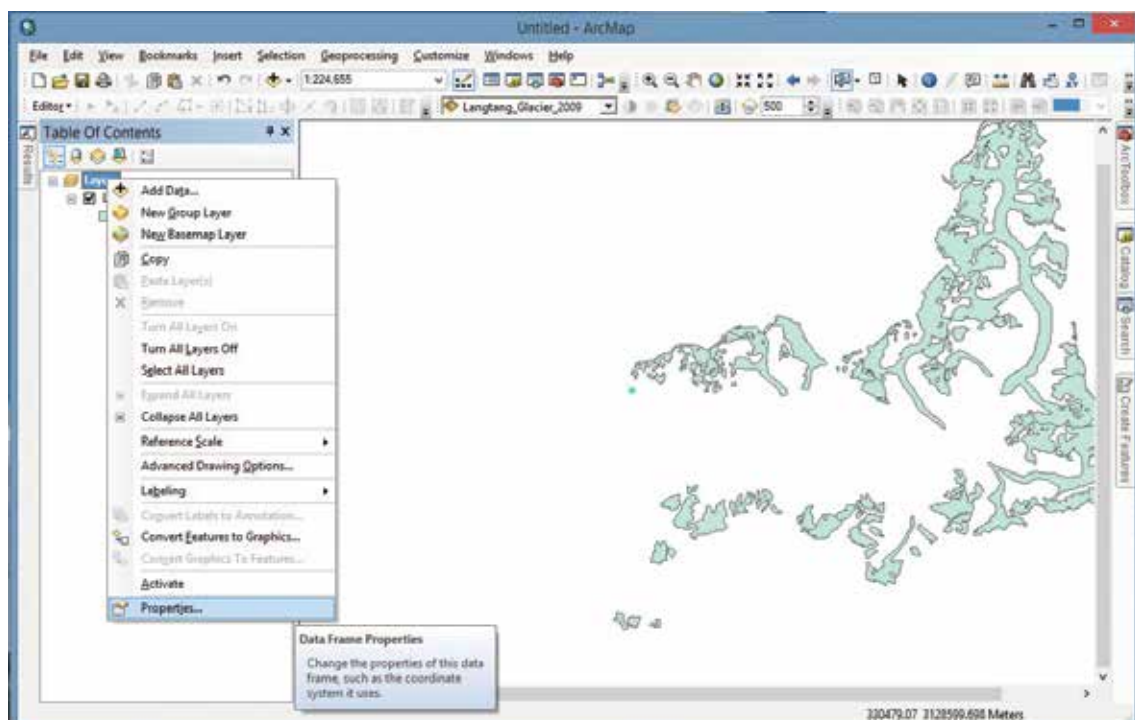 Untitled - ArcMap
File Edit View Bookmarks Insert Selection Geoprocessing Customize Windows Help
1:224,655
Editor Langtang_Glacier_2009 500
Table Of Contents
Results
Layers
Add Data...
New Group Layer
New Basemap Layer
Copy
Paste Layer(s)
Remove
Turn All Layers On
Turn All Layers Off
Select All Layers
Expand All Layers
Collapse All Layers
Reference Scale
Advanced Drawing Options...
Labeling
Convert Labels to Annotation...
Convert Features to Graphics...
Convert Graphics To Features...
Activate
Properties...
Data Frame Properties
Change the properties of this data
frame, such as the coordinate
system it uses.
ArcToolbox
Catalog
Search
Create Features
330479.07 3128599.698 Meters